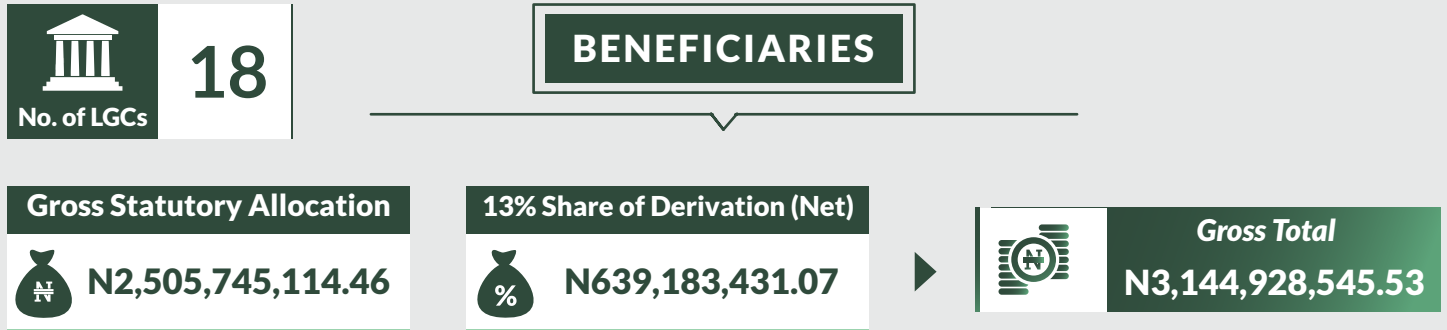 18
No. of LGCs
BENEFICIARIES
Gross Statutory Allocation
₦
N2,505,745,114.46
13% Share of Derivation (Net)
%
N639,183,431.07
Gross Total
₦
N3,144,928,545.53